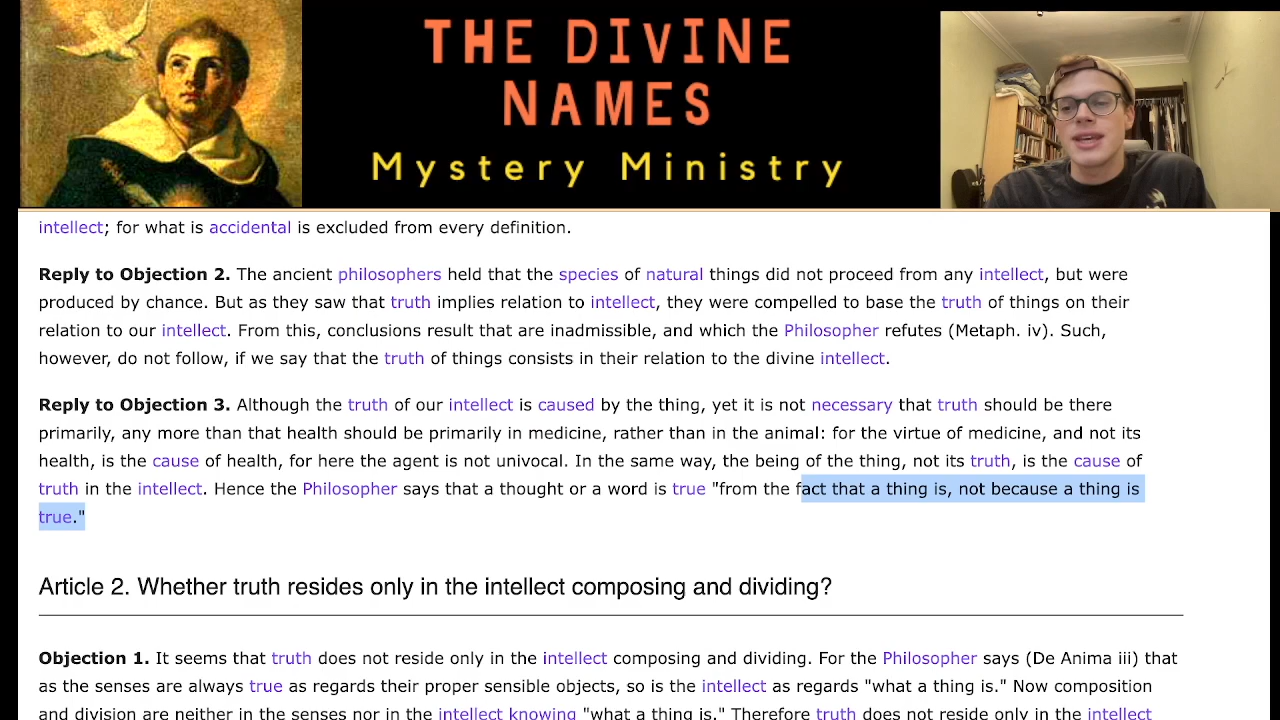 THE DIVINE
NAMES
Mystery Ministry
intellect; for what is accidental is excluded from every definition.
Reply to Objection 2. The ancient philosophers held that the species of natural things did not proceed from any intellect, but were
produced by chance. But as they saw that truth implies relation to intellect, they were compelled to base the truth of things on their
relation to our intellect. From this, conclusions result that are inadmissible, and which the Philosopher refutes (Metaph. iv). Such,
however, do not follow, if we say that the truth of things consists in their relation to the divine intellect.
Reply to Objection 3. Although the truth of our intellect is caused by the thing, yet it is not necessary that truth should be there
primarily, any more than that health should be primarily in medicine, rather than in the animal: for the virtue of medicine, and not its
health, is the cause of health, for here the agent is not univocal. In the same way, the being of the thing, not its truth, is the cause of
truth in the intellect. Hence the Philosopher says that a thought or a word is true "from the fact that a thing is, not because a thing is
true."
Article 2. Whether truth resides only in the intellect composing and dividing?
Objection 1. It seems that truth does not reside only in the intellect composing and dividing. For the Philosopher says (De Anima iii) that
as the senses are always true as regards their proper sensible objects, so is the intellect as regards "what a thing is." Now composition
and division are neither in the senses nor in the intellect knowing "what a thing is." Therefore truth does not reside only in the intellect